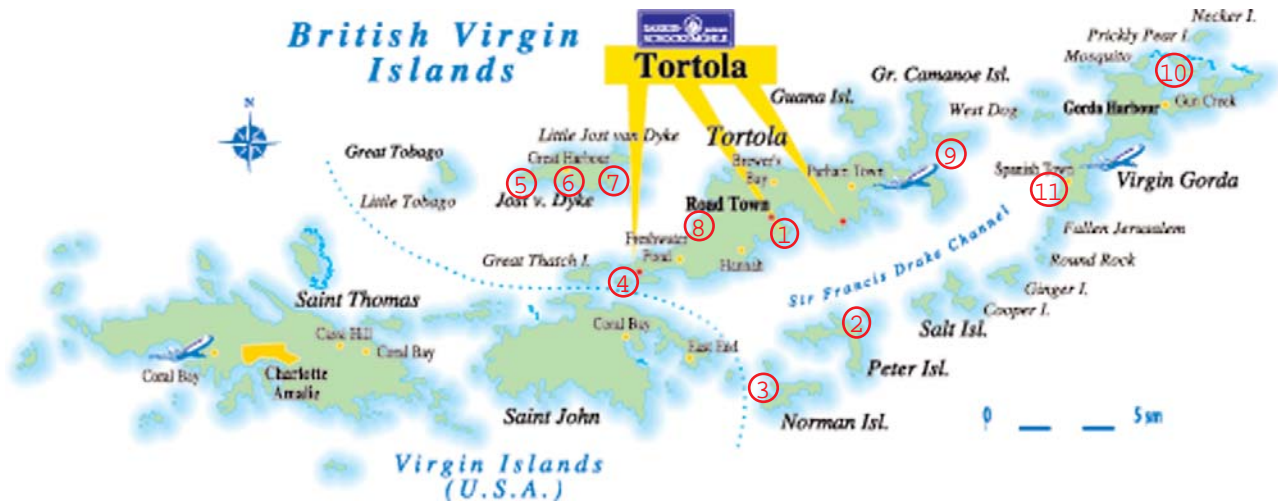 British Virgin
Islands
Tortola
Necker I.
Prickly Pear I.
Mosquito
10
Gr. Camanoe Isl.
Guana Isl.
West Dog
Gorda Harbour
Gun Creek
Little Jost van Dyke
Tortola
N
Great Tobago
Great Harbour
Brewer's
Bay
Parham Town
9
Spanish Town
5
6
7
11
Virgin Gorda
Little Tobago
Jost v. Dyke
Road Town
8
1
Fallen Jerusalem
Freshwater
Pond
Hannah
Sir Francis Drake Channel
Great Thatch I.
Round Rock
4
Ginger I.
Saint Thomas
Cooper I.
Salt Isl.
2
Coral Bay
East End
Coral Bay
Coral Bay
Charlotte
Amalie
Peter Isl.
3
Saint John
Norman Isl.
0
5 sm
Virgin Islands
(U.S.A.)